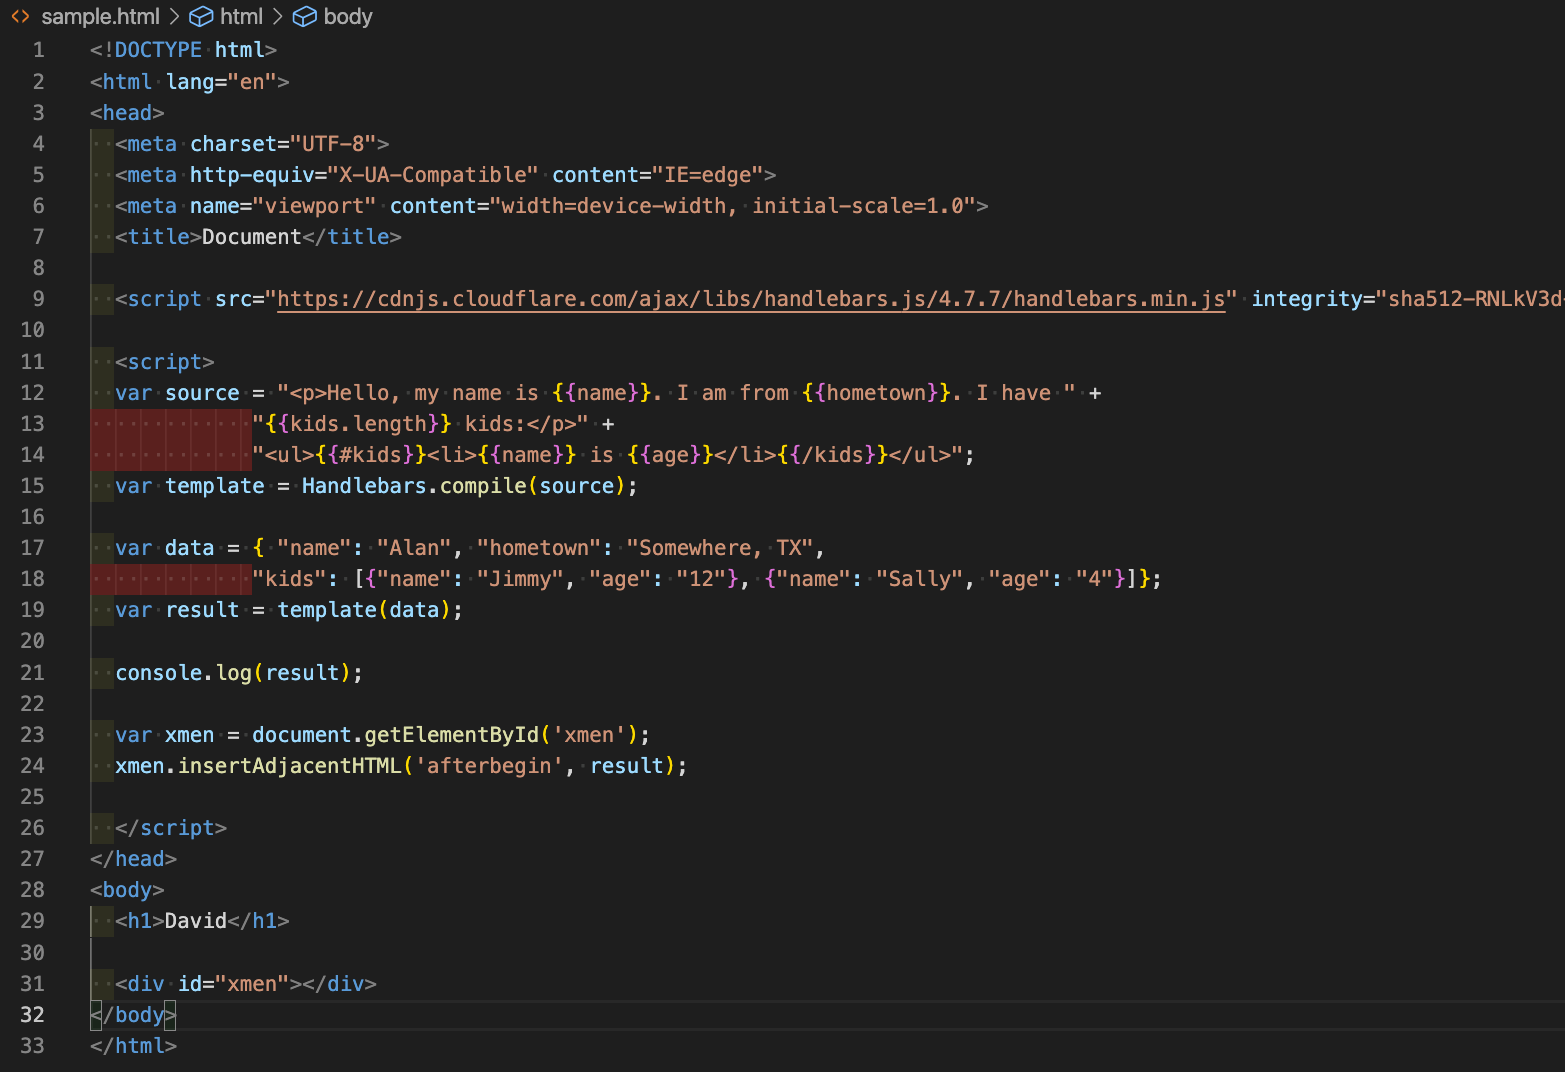 sample.html > html > body
1 <!DOCTYPE html>
2 <html lang="en">
3 <head>
4   <meta charset="UTF-8">
5   <meta http-equiv="X-UA-Compatible" content="IE=edge">
6   <meta name="viewport" content="width=device-width, initial-scale=1.0">
7   <title>Document</title>
8
9   <script src="https://cdnjs.cloudflare.com/ajax/libs/handlebars.js/4.7.7/handlebars.min.js" integrity="sha512-RNLkV3d
10
11   <script>
12   var source = "<p>Hello, my name is {{name}}. I am from {{hometown}}. I have " +
13              "{{kids.length}} kids:</p>" +
14              "<ul>{{#kids}}<li>{{name}} is {{age}}</li>{{/kids}}</ul>";
15   var template = Handlebars.compile(source);
16
17   var data = { "name": "Alan", "hometown": "Somewhere, TX",
18              "kids": [{"name": "Jimmy", "age": "12"}, {"name": "Sally", "age": "4"}]};
19   var result = template(data);
20
21   console.log(result);
22
23   var xmen = document.getElementById('xmen');
24   xmen.insertAdjacentHTML('afterbegin', result);
25
26   </script>
27 </head>
28 <body>
29   <h1>David</h1>
30
31   <div id="xmen"></div>
32 </body>
33 </html>